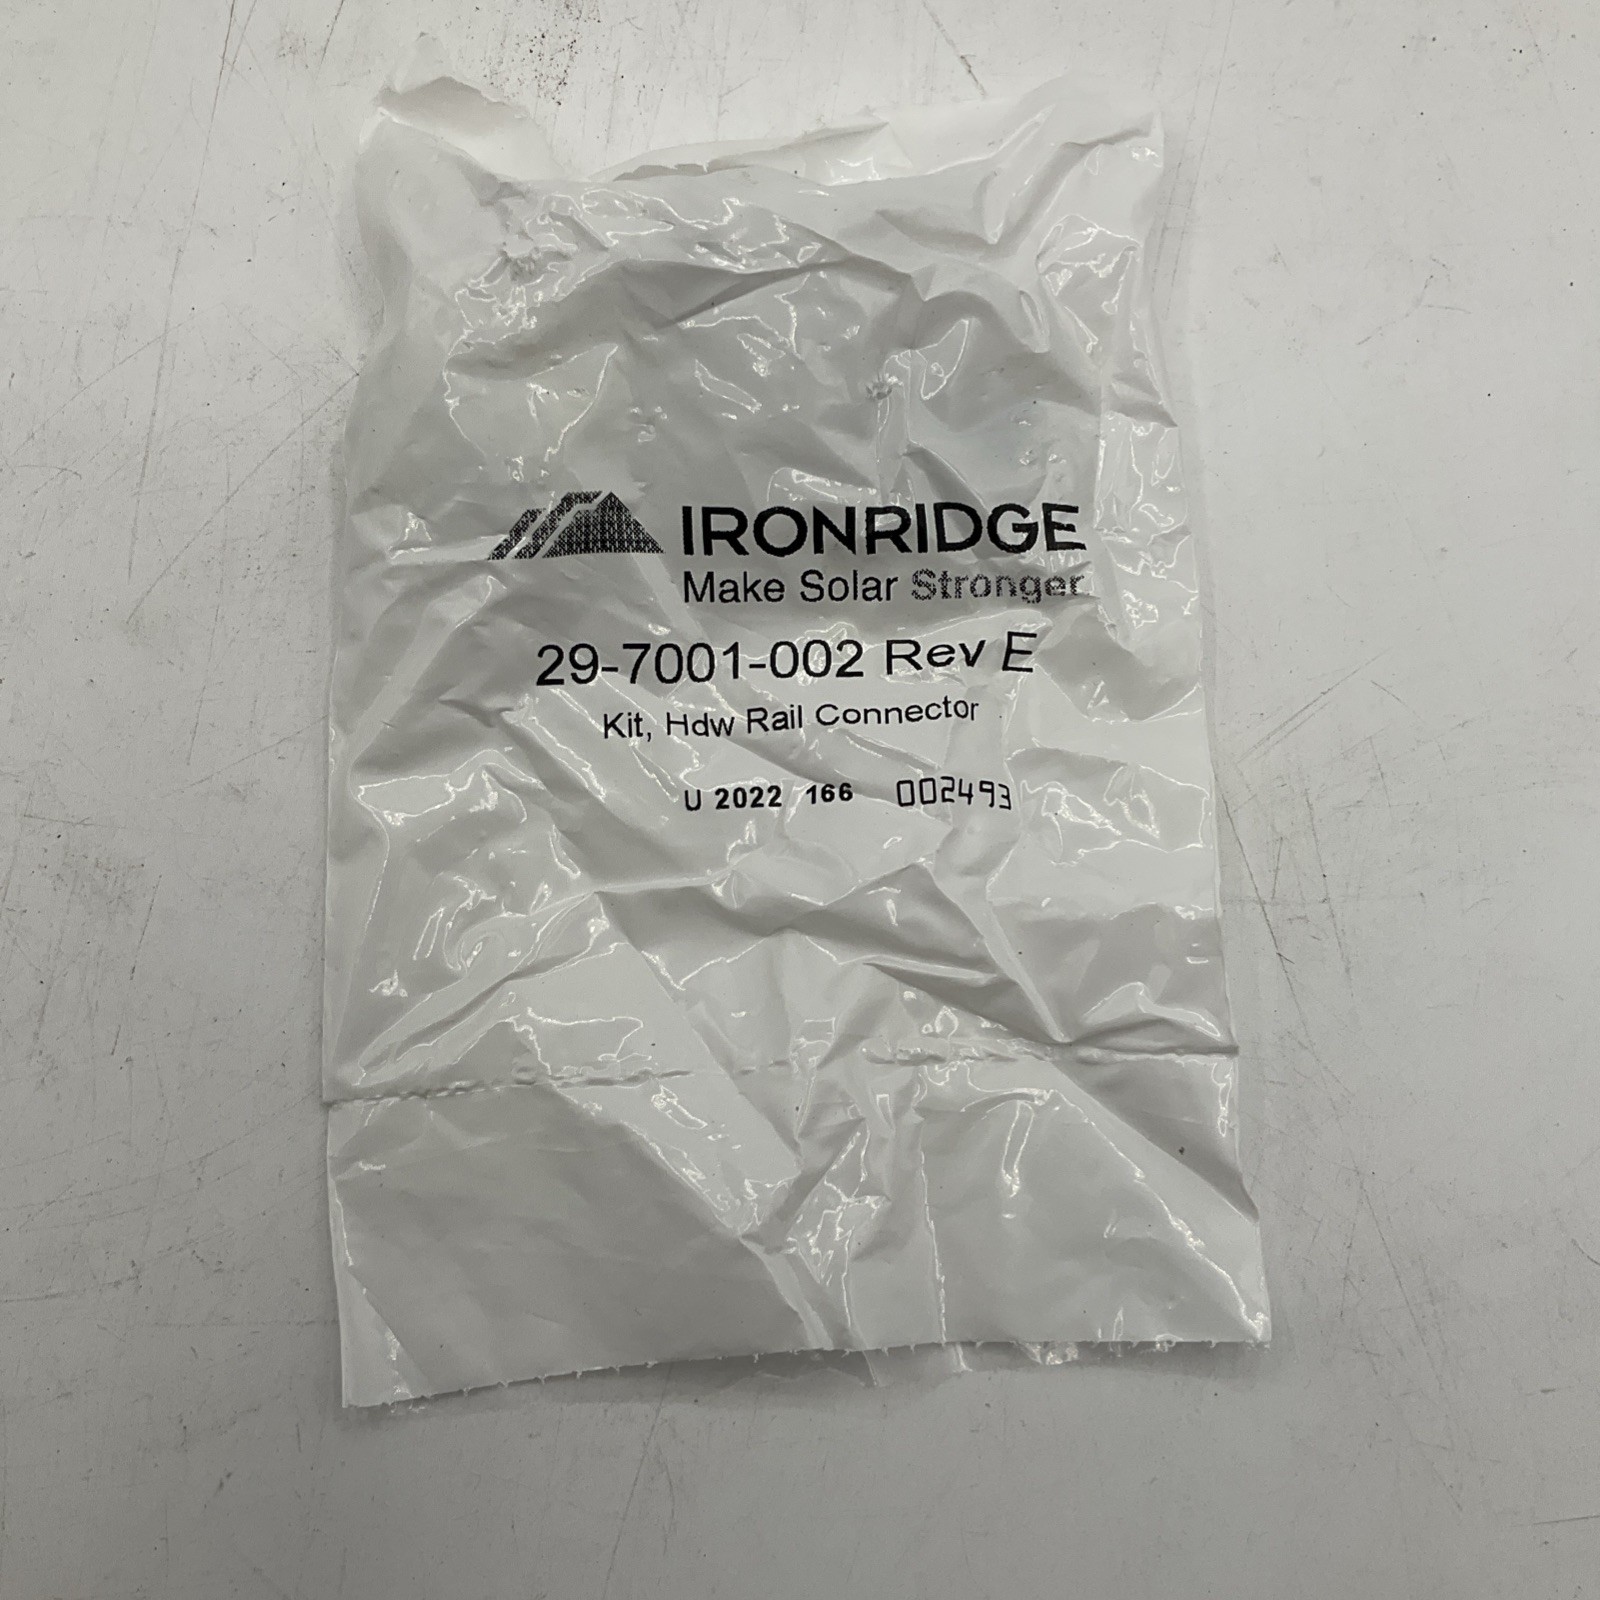 IRONRIDGE
Make Solar Stronger
29-7001-002 Rev E
Kit, Hdw Rail Connector
U 2022 166 002493